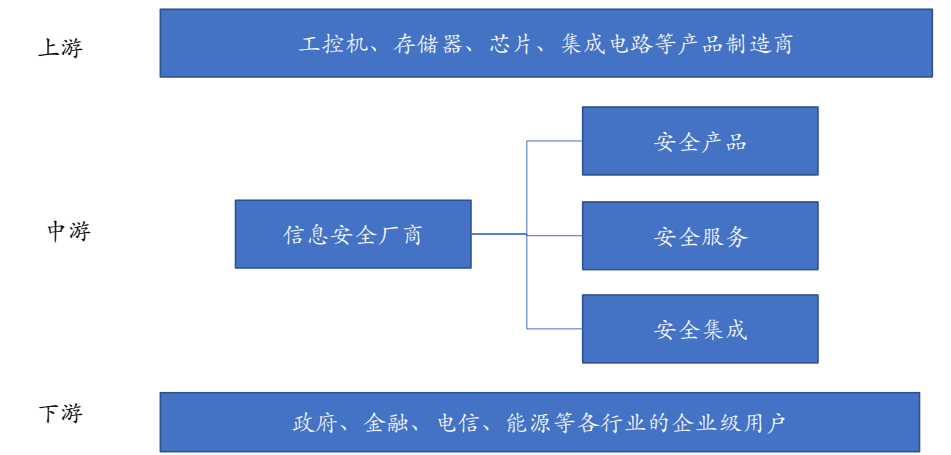 上游
工控机、存储器、芯片、集成电路等产品制造商
安全产品
中游
信息安全厂商
安全服务
安全集成
下游
政府、金融、电信、能源等各行业的企业级用户